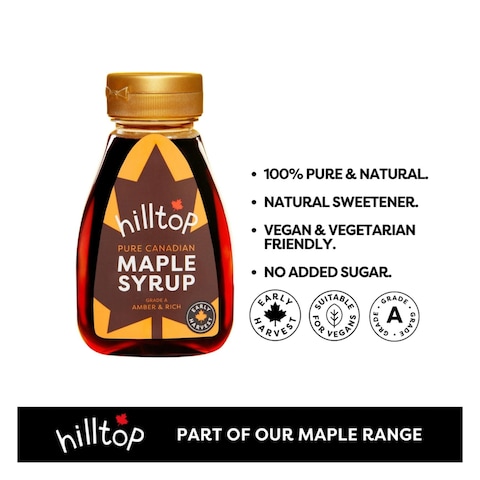 hilltop
PURE CANADIAN
MAPLE
SYRUP
GRADE A
AMBER & RICH
EARLY HARVEST
• 100% PURE & NATURAL.
• NATURAL SWEETENER.
• VEGAN & VEGETARIAN
FRIENDLY.
• NO ADDED SUGAR.
EARLY
HARVEST
SUITABLE
FOR VEGANS
GRADE • GRADE • GRADE •
A
hilltop
PART OF OUR MAPLE RANGE